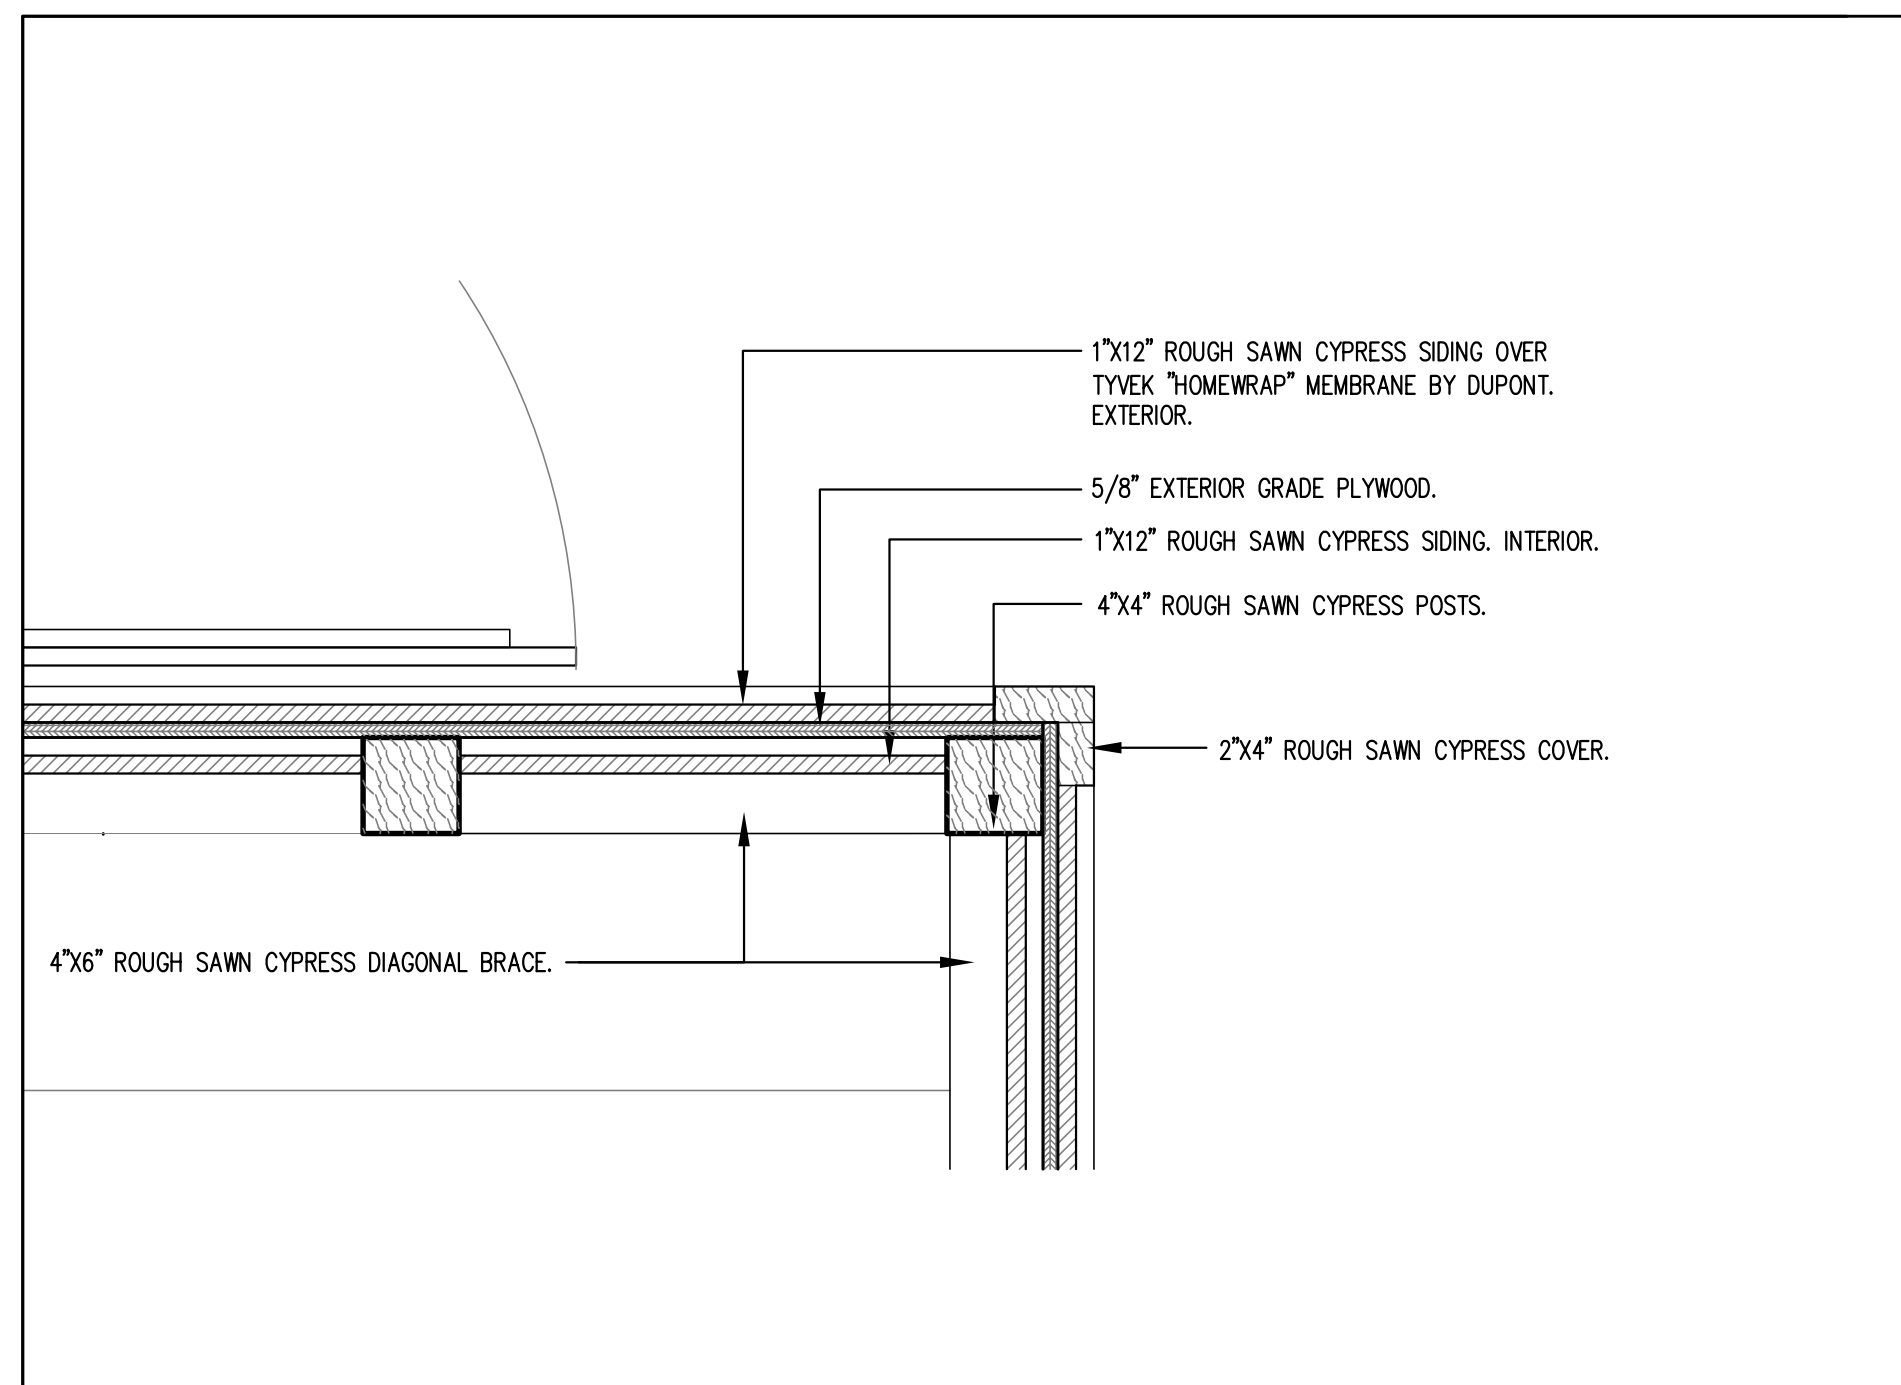 1"X12" ROUGH SAWN CYPRESS SIDING OVER
TYVEK "HOMEWRAP" MEMBRANE BY DUPONT.
EXTERIOR.
5/8" EXTERIOR GRADE PLYWOOD.
1"X12" ROUGH SAWN CYPRESS SIDING. INTERIOR.
4"X4" ROUGH SAWN CYPRESS POSTS.
2"X4" ROUGH SAWN CYPRESS COVER.
4"X6" ROUGH SAWN CYPRESS DIAGONAL BRACE.